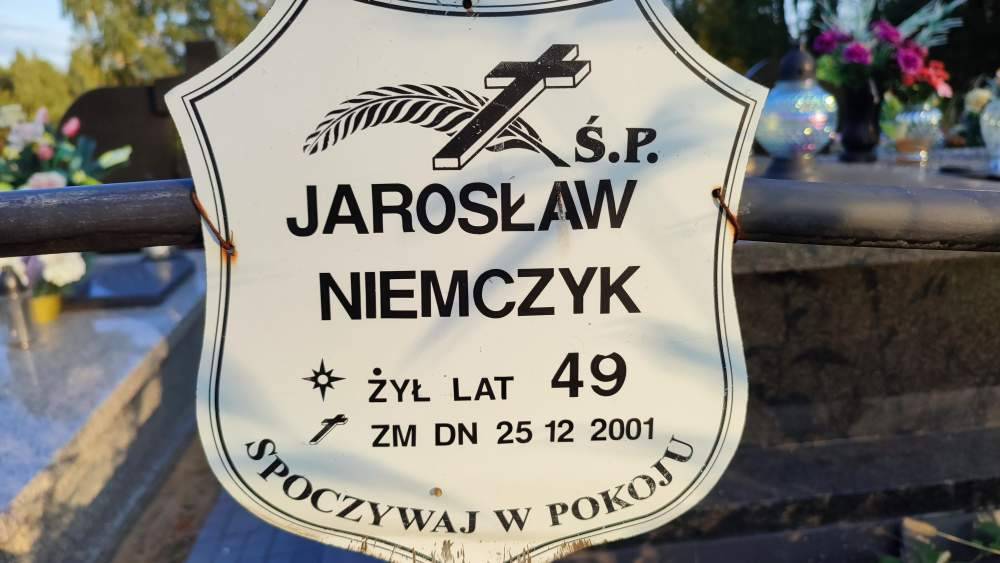 Ś.P.
JAROSŁAW
NIEMCZYK
ŻYŁ LAT 49
ZM DN 25 12 2001
SPOCZYWAJ W POKOJU